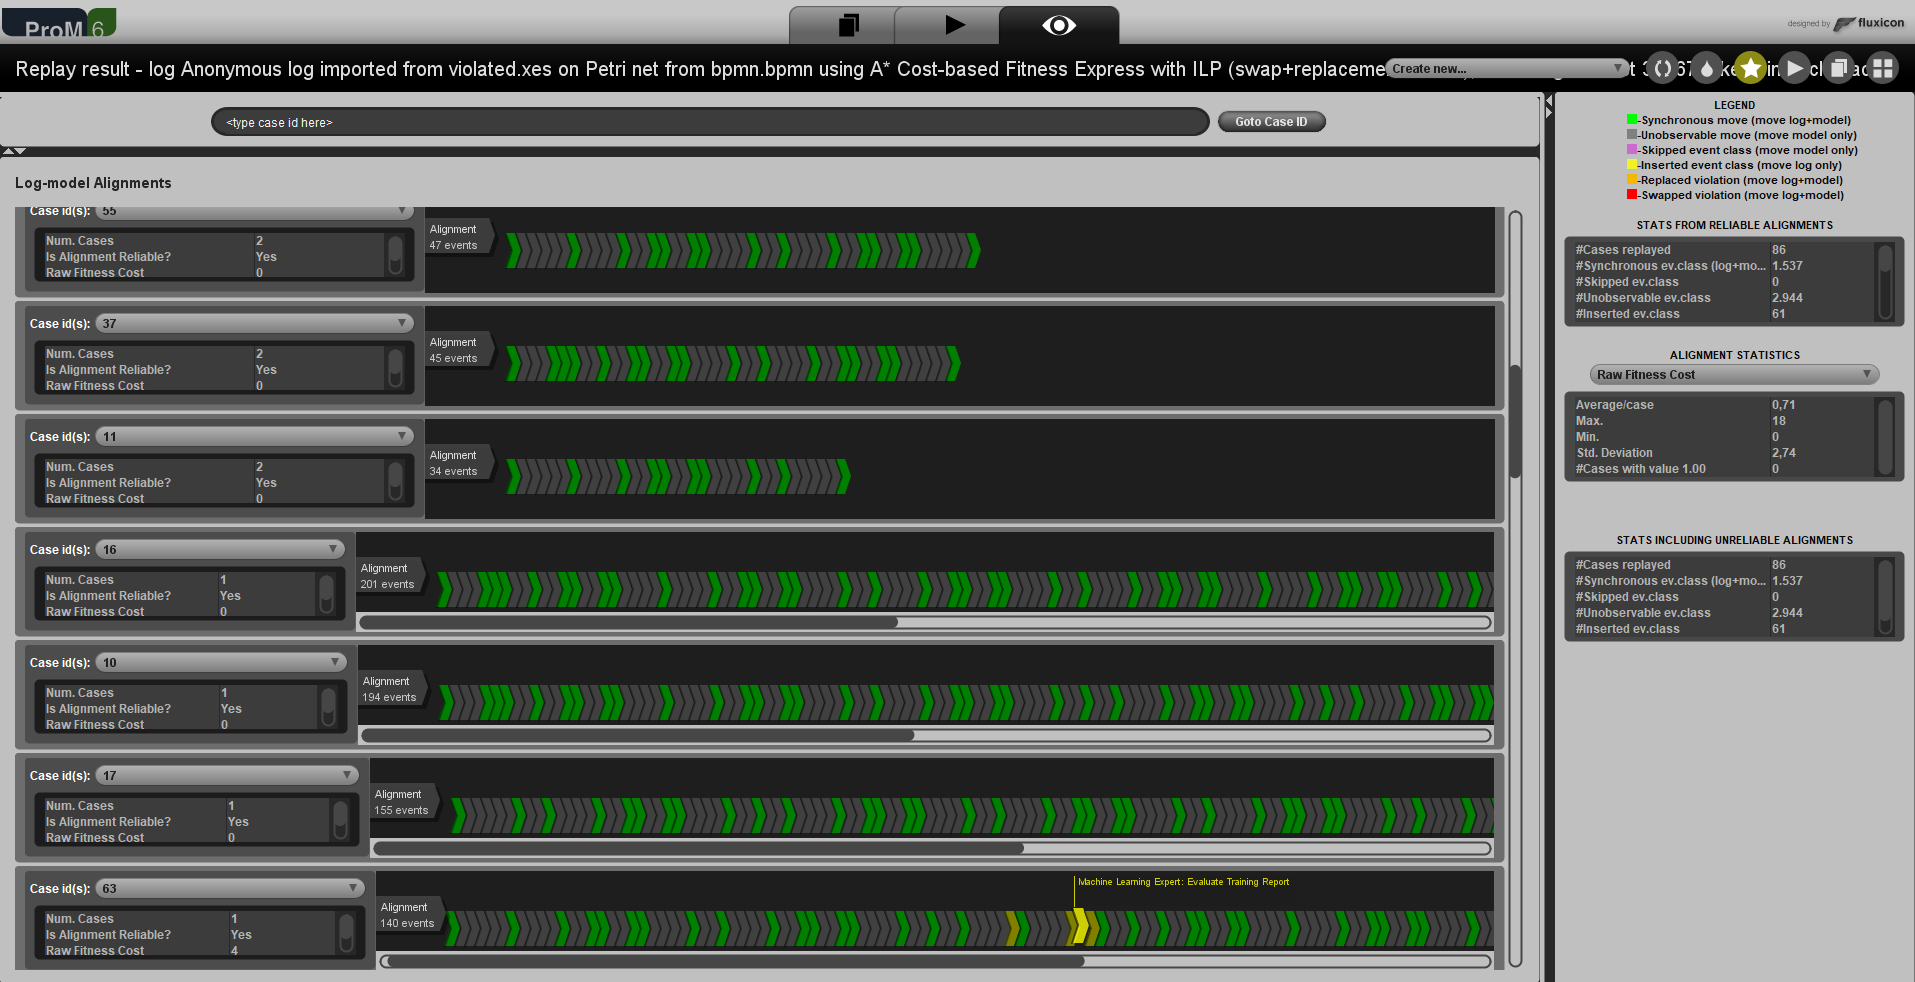 ProM 6
designed by fluxicon
Replay result - log Anonymous log imported from violated.xes on Petri net from bpmn.bpmn using A* Cost-based Fitness Express with ILP (swap+replaceme
Create new...
<type case id here>
Goto Case ID
Log-model Alignments
Case id(s): 55
Num. Cases 2
Is Alignment Reliable? Yes
Raw Fitness Cost 0
Alignment
47 events
Case id(s): 37
Num. Cases 2
Is Alignment Reliable? Yes
Raw Fitness Cost 0
Alignment
45 events
Case id(s): 11
Num. Cases 2
Is Alignment Reliable? Yes
Raw Fitness Cost 0
Alignment
34 events
Case id(s): 16
Num. Cases 1
Is Alignment Reliable? Yes
Raw Fitness Cost 0
Alignment
201 events
Case id(s): 10
Num. Cases 1
Is Alignment Reliable? Yes
Raw Fitness Cost 0
Alignment
194 events
Case id(s): 17
Num. Cases 1
Is Alignment Reliable? Yes
Raw Fitness Cost 0
Alignment
155 events
Case id(s): 63
Num. Cases 1
Is Alignment Reliable? Yes
Raw Fitness Cost 4
Alignment
140 events
Machine Learning Expert: Evaluate Training Report
LEGEND
-Synchronous move (move log+model)
-Unobservable move (move model only)
-Skipped event class (move model only)
-Inserted event class (move log only)
-Replaced violation (move log+model)
-Swapped violation (move log+model)
STATS FROM RELIABLE ALIGNMENTS
#Cases replayed 86
#Synchronous ev.class (log+mo... 1.537
#Skipped ev.class 0
#Unobservable ev.class 2.944
#Inserted ev.class 61
ALIGNMENT STATISTICS
Raw Fitness Cost
Average/case 0,71
Max. 18
Min. 0
Std. Deviation 2,74
#Cases with value 1.00 0
STATS INCLUDING UNRELIABLE ALIGNMENTS
#Cases replayed 86
#Synchronous ev.class (log+mo... 1.537
#Skipped ev.class 0
#Unobservable ev.class 2.944
#Inserted ev.class 61